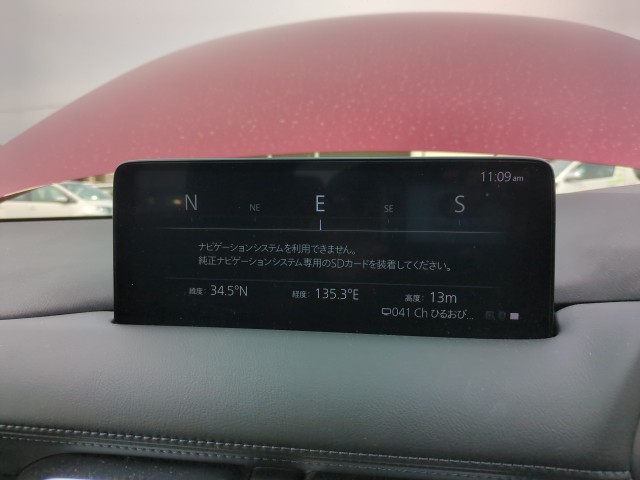 11:09am
N NE E SE S
ナビゲーションシステムを利用できません。
純正ナビゲーションシステム専用のSDカードを装着してください。
緯度: 34.5°N 経度: 135.3°E 高度: 13m
041 Ch ひるおび...